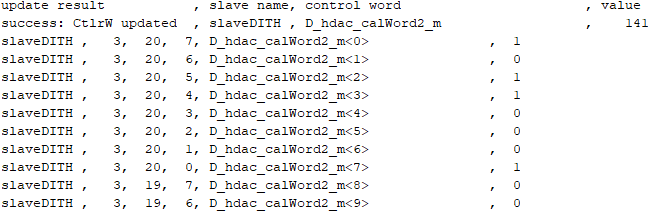 update result , slave name, control word , value
success: CtlrW updated , slaveDITH , D_hdac_calWord2_m , 141
slaveDITH , 3, 20, 7, D_hdac_calWord2_m<0> , 1
slaveDITH , 3, 20, 6, D_hdac_calWord2_m<1> , 0
slaveDITH , 3, 20, 5, D_hdac_calWord2_m<2> , 1
slaveDITH , 3, 20, 4, D_hdac_calWord2_m<3> , 1
slaveDITH , 3, 20, 3, D_hdac_calWord2_m<4> , 0
slaveDITH , 3, 20, 2, D_hdac_calWord2_m<5> , 0
slaveDITH , 3, 20, 1, D_hdac_calWord2_m<6> , 0
slaveDITH , 3, 20, 0, D_hdac_calWord2_m<7> , 1
slaveDITH , 3, 19, 7, D_hdac_calWord2_m<8> , 0
slaveDITH , 3, 19, 6, D_hdac_calWord2_m<9> , 0